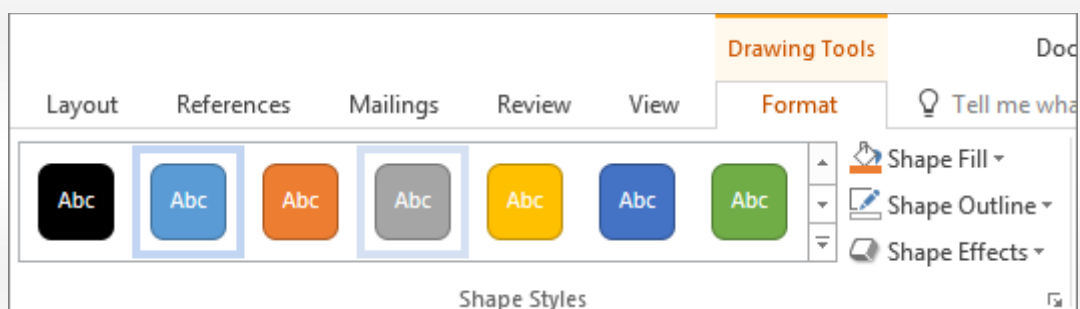 Drawing Tools Doc
Layout References Mailings Review View Format Tell me wha
Abc Abc Abc Abc Abc Abc Abc
Shape Fill
Shape Outline
Shape Effects
Shape Styles